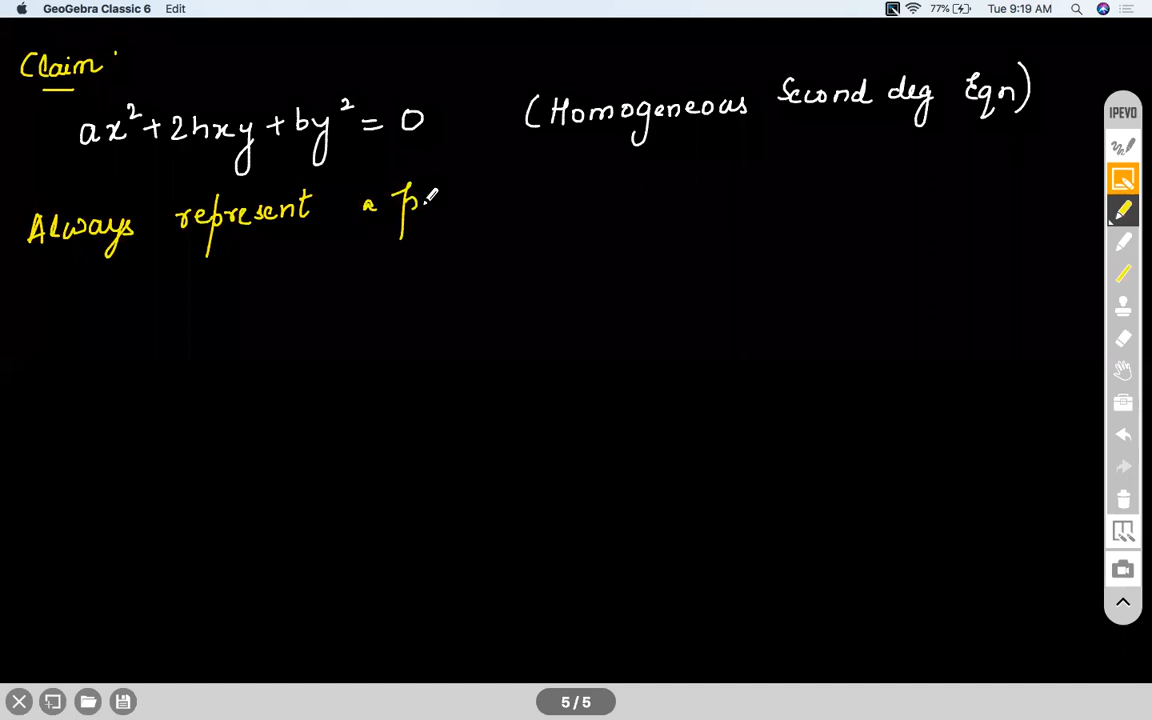 GeoGebra Classic 6 Edit 77% Tue 9:19 AM
Claim
ax² + 2hxy + by² = 0 (Homogeneous Second deg Eqn)
Always represent a p
IPEVO
5/5